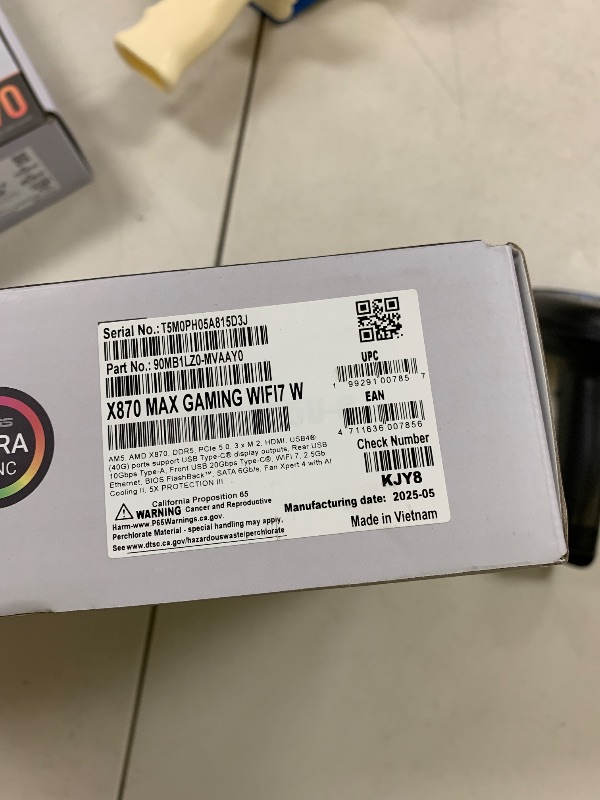 Serial No.: T5M0PH05A815D3J
Part No.: 90MB1LZ0-MVAAY0
X870 MAX GAMING WIFI7 W
AM5, AMD X870, DDR5, PCIe 5.0, 3 x M.2, HDMI, USB4®
(40G) ports support USB Type-C® display outputs, Rear USB
10Gbps Type-A, Front USB 20Gbps Type-C®, WiFi 7, 2.5Gb
Ethernet, BIOS FlashBack™, SATA 6Gb/s, Fan Xpert 4 with AI
Cooling II, 5X PROTECTION III
California Proposition 65
WARNING Cancer and Reproductive
Harm-www.P65Warnings.ca.gov.
Perchlorate Material - special handling may apply,
See www.dtsc.ca.gov/hazardouswaste/perchlorate
UPC
1 99291 00785 7
EAN
4 711636 007856
Check Number
KJY8
Manufacturing date: 2025-05
Made in Vietnam
RA
NC
70